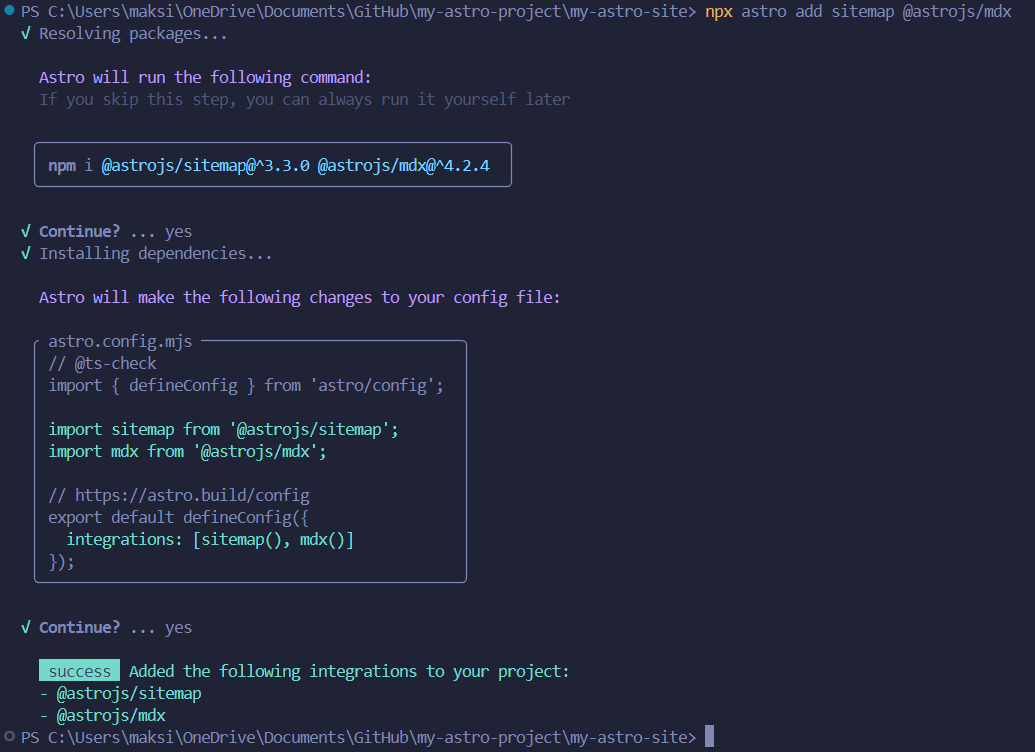 PS C:\Users\maksi\OneDrive\Documents\GitHub\my-astro-project\my-astro-site> npx astro add sitemap @astrojs/mdx
√ Resolving packages...
Astro will run the following command:
If you skip this step, you can always run it yourself later
npm i @astrojs/sitemap@^3.3.0 @astrojs/mdx@^4.2.4
√ Continue? ... yes
√ Installing dependencies...
Astro will make the following changes to your config file:
astro.config.mjs
// @ts-check
import { defineConfig } from 'astro/config';
import sitemap from '@astrojs/sitemap';
import mdx from '@astrojs/mdx';
// https://astro.build/config
export default defineConfig({
integrations: [sitemap(), mdx()]
});
√ Continue? ... yes
success Added the following integrations to your project:
- @astrojs/sitemap
- @astrojs/mdx
PS C:\Users\maksi\OneDrive\Documents\GitHub\my-astro-project\my-astro-site>